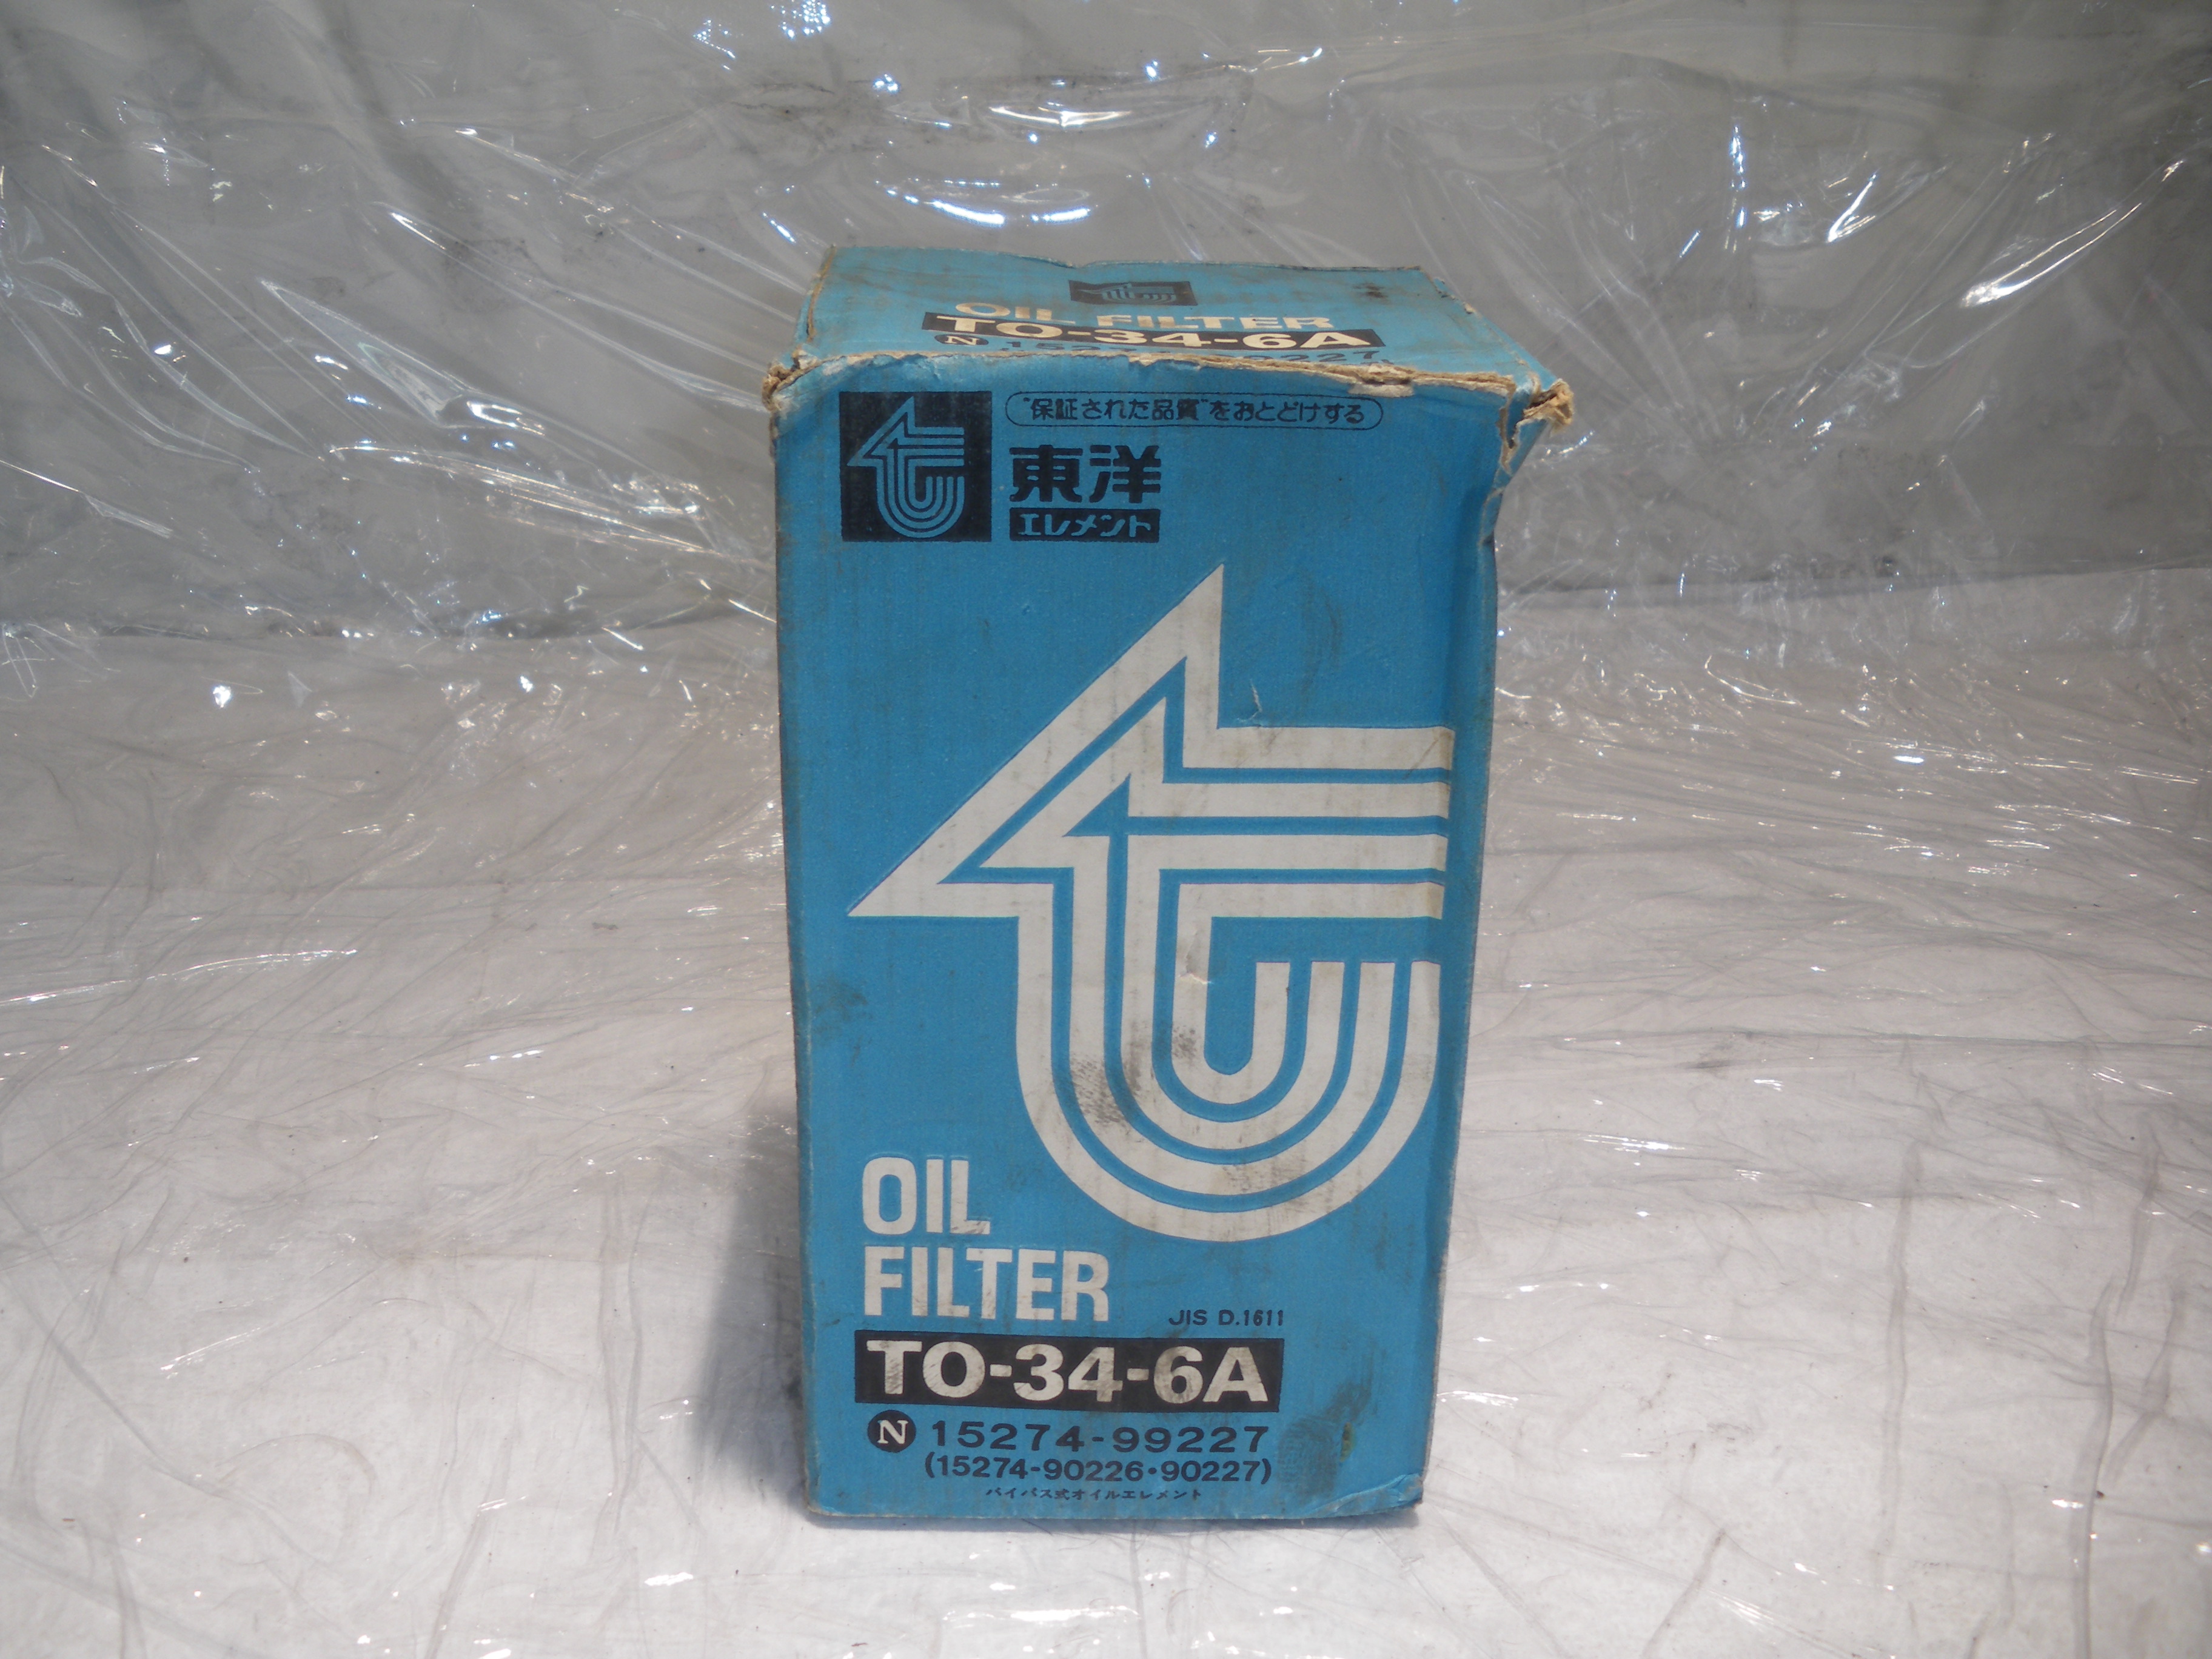 OIL FILTER
TO-34-6A
N
"保証された品質"をおとどけする
東洋
エレメント
OIL
FILTER
JIS D.1611
TO-34-6A
N 15274-99227
(15274-90226・90227)
バイパス式オイルエレメント